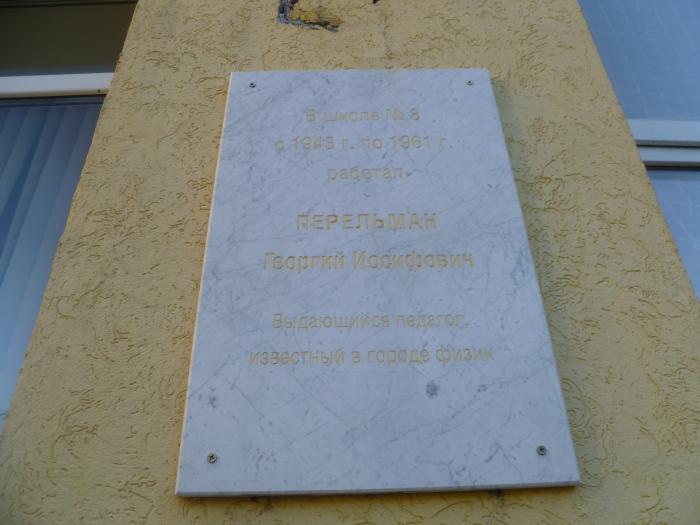 В школе № 8
с 1943 г. по 1961 г.
работал
ПЕРЕЛЬМАН
Георгий Иосифович
Выдающийся педагог,
известный в городе физик